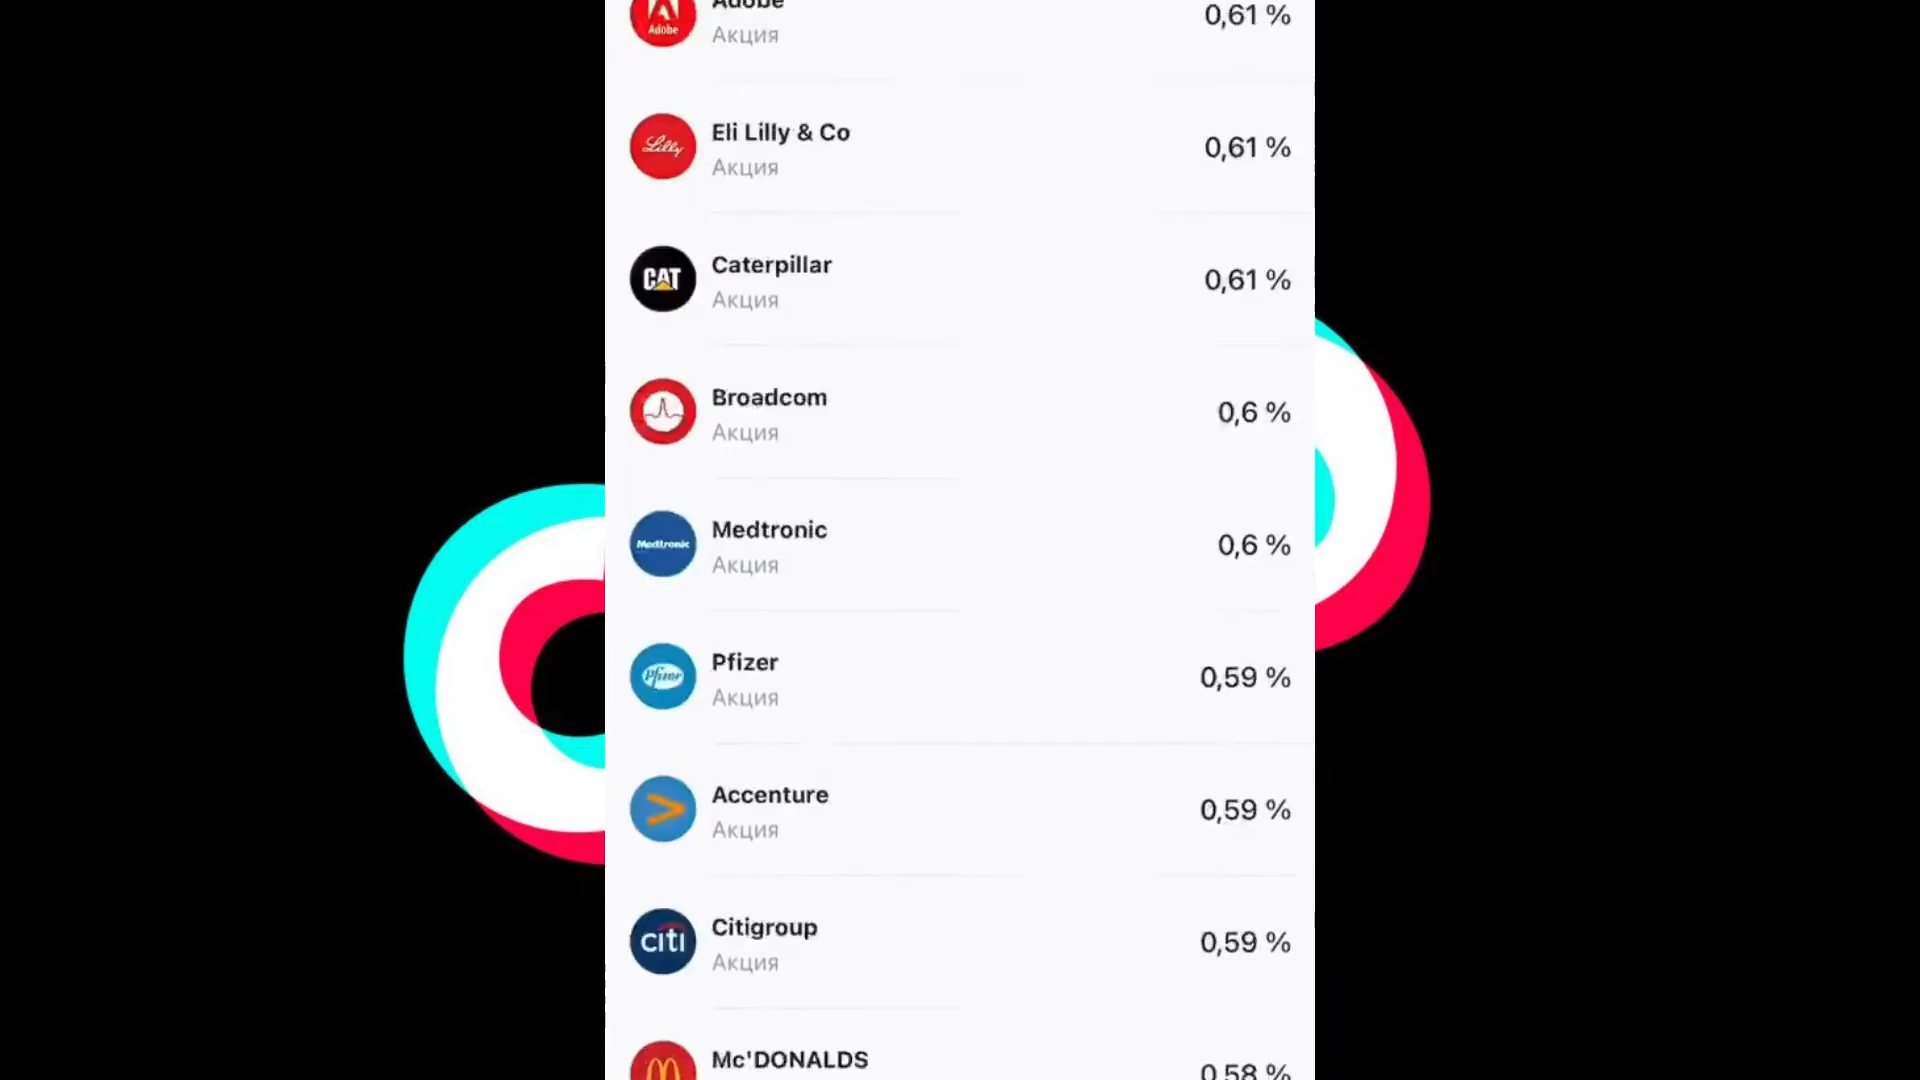 Adobe
0,61 %
Adobe
Акция
Lilly
Eli Lilly & Co
0,61 %
Акция
CAT
Caterpillar
0,61 %
Акция
Broadcom
0,6 %
Акция
Medtronic
Medtronic
0,6 %
Акция
Pfizer
Pfizer
0,59 %
Акция
Accenture
0,59 %
Акция
citi
Citigroup
0,59 %
Акция
Mc'DONALDS
0,58 %